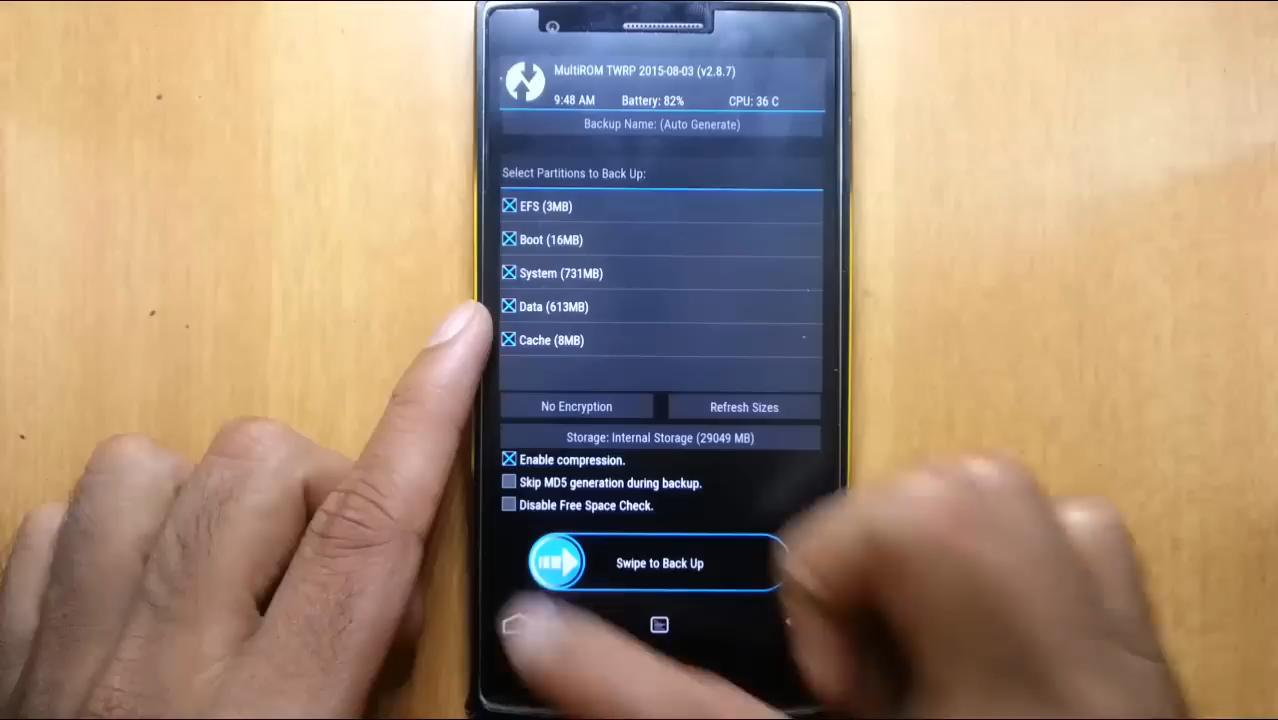 MultiROM TWRP 2015-08-03 (v2.8.7)
9:48 AM Battery: 82% CPU: 36 C
Backup Name: (Auto Generate)
Select Partitions to Back Up:
EFS (3MB)
Boot (16MB)
System (731MB)
Data (613MB)
Cache (8MB)
No Encryption Refresh Sizes
Storage: Internal Storage (29049 MB)
Enable compression.
Skip MD5 generation during backup.
Disable Free Space Check.
Swipe to Back Up